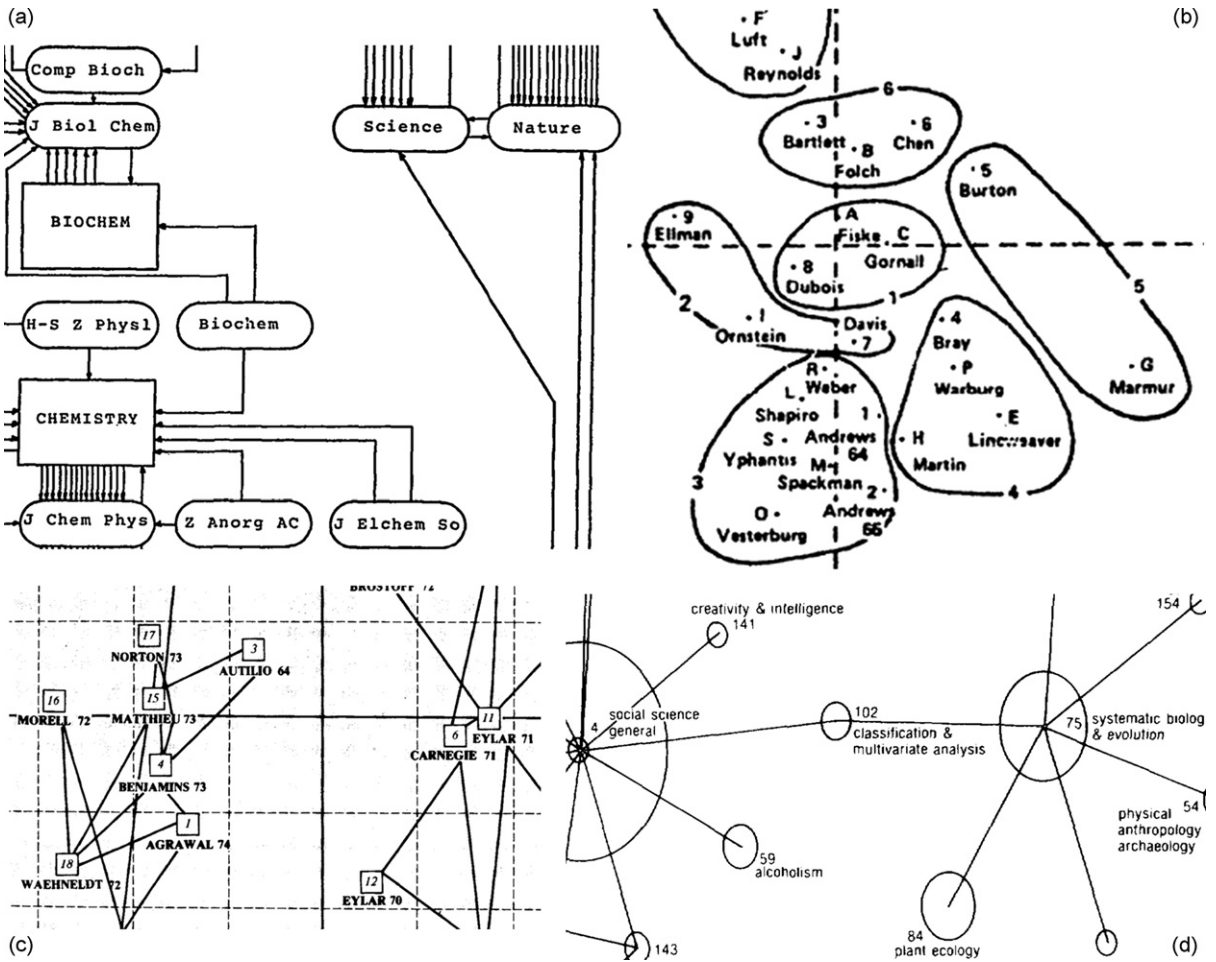 (a)
Comp Bioch
J Biol Chem
BIOCHEM
H-S Z Physl
Biochem
CHEMISTRY
J Chem Phys
Z Anorg AC
J Elchem So
Science
Nature
(b)
F
Luft
J
Reynolds
6
3
Bartlett
B
Folch
6
Chen
5
Burton
9
Ellman
A
Fiske
C
Gornall
8
Dubois
1
2
I
Ornstein
Davis
7
5
4
Bray
P
Warburg
G
Marmur
R
Weber
L
Shapiro
1
Andrews
64
S
Yphantis
M
Spackman
2
Andrews
66
O
Vesterburg
3
E
Linewsaver
H
Martin
4
BROSTOFF 72
17
NORTON 73
3
AUTILIO 64
16
MORELL 72
15
MATTHIEU 73
11
EYLAR 71
6
CARNEGIE 71
4
BENJAMINS 73
1
AGRAWAL 74
18
WAEHNELDT 72
12
EYLAR 70
(c)
creativity & intelligence
141
4
social science
general
102
classification &
multivariate analysis
59
alcoholism
143
154
75
systematic biolog
& evolution
54
physical
anthropology
archaeology
84
plant ecology
(d)